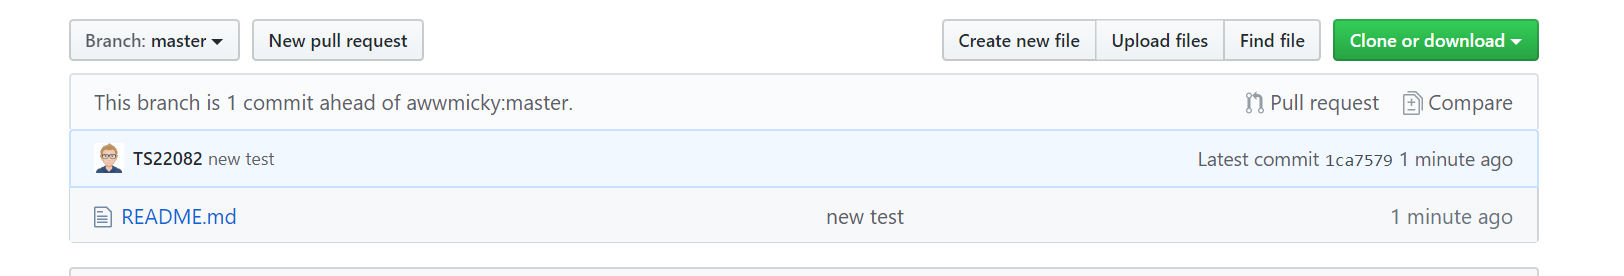 Branch: master New pull request Create new file Upload files Find file Clone or download
This branch is 1 commit ahead of awwmicky:master. Pull request Compare
TS22082 new test Latest commit 1ca7579 1 minute ago
README.md new test 1 minute ago